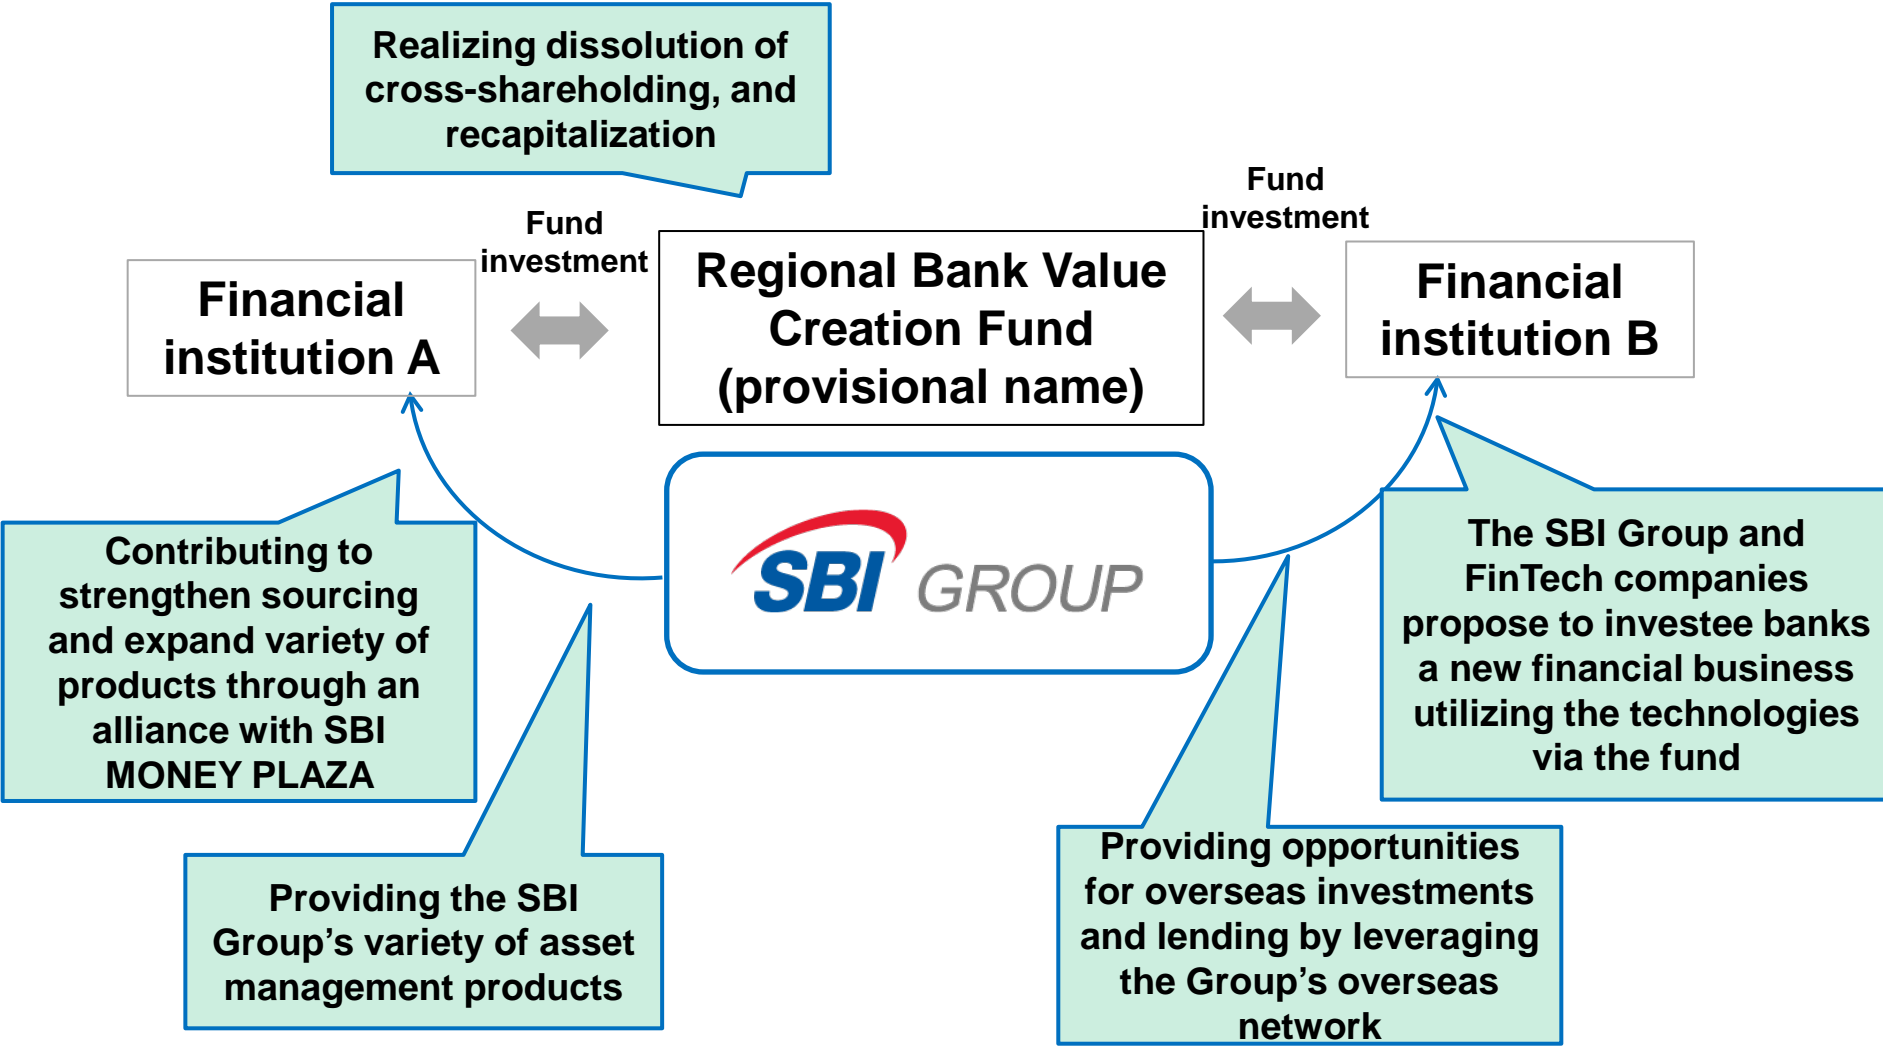 Realizing dissolution of
cross-shareholding, and
recapitalization
Fund
investment
Fund
investment
Financial
institution A
Regional Bank Value
Creation Fund
(provisional name)
Financial
institution B
SBI GROUP
Contributing to
strengthen sourcing
and expand variety of
products through an
alliance with SBI
MONEY PLAZA
The SBI Group and
FinTech companies
propose to investee banks
a new financial business
utilizing the technologies
via the fund
Providing the SBI
Group’s variety of asset
management products
Providing opportunities
for overseas investments
and lending by leveraging
the Group’s overseas
network